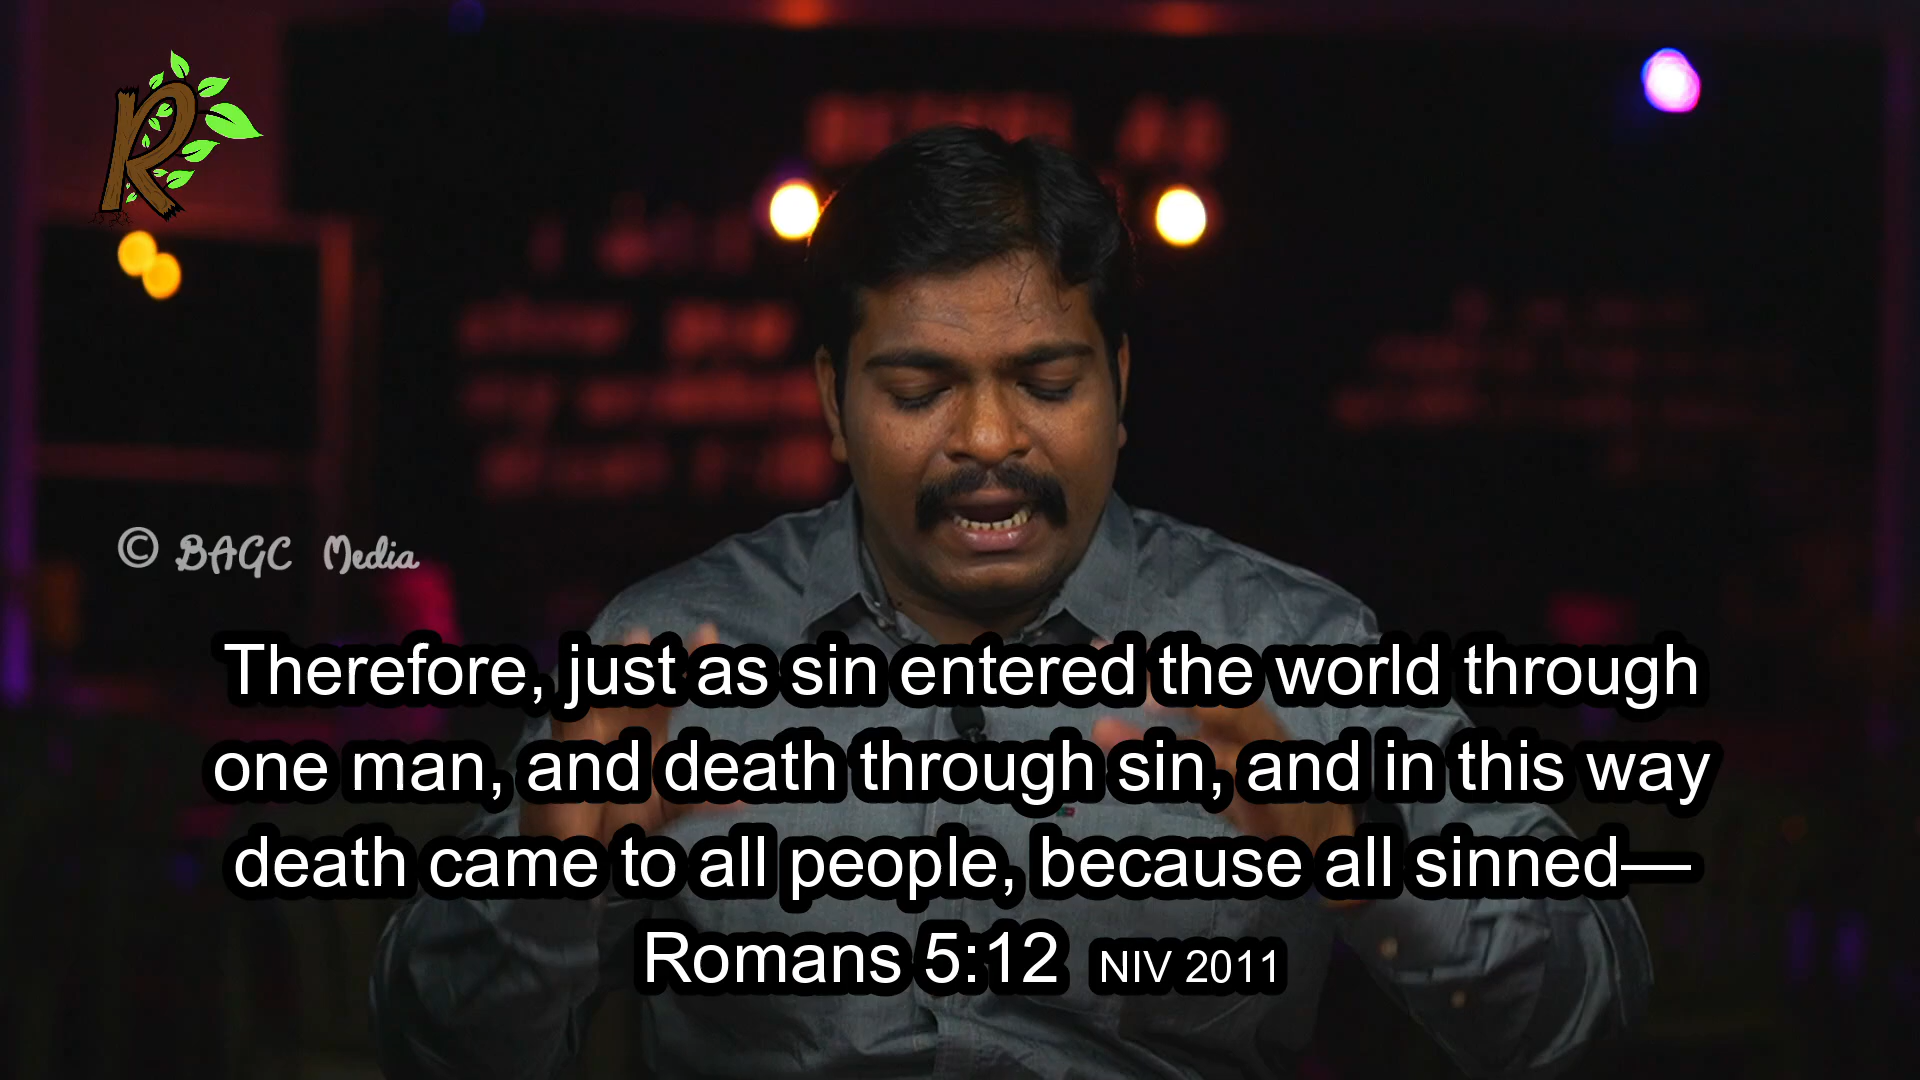 R
© BAGC Media
Therefore, just as sin entered the world through
one man, and death through sin, and in this way
death came to all people, because all sinned—
Romans 5:12 NIV 2011